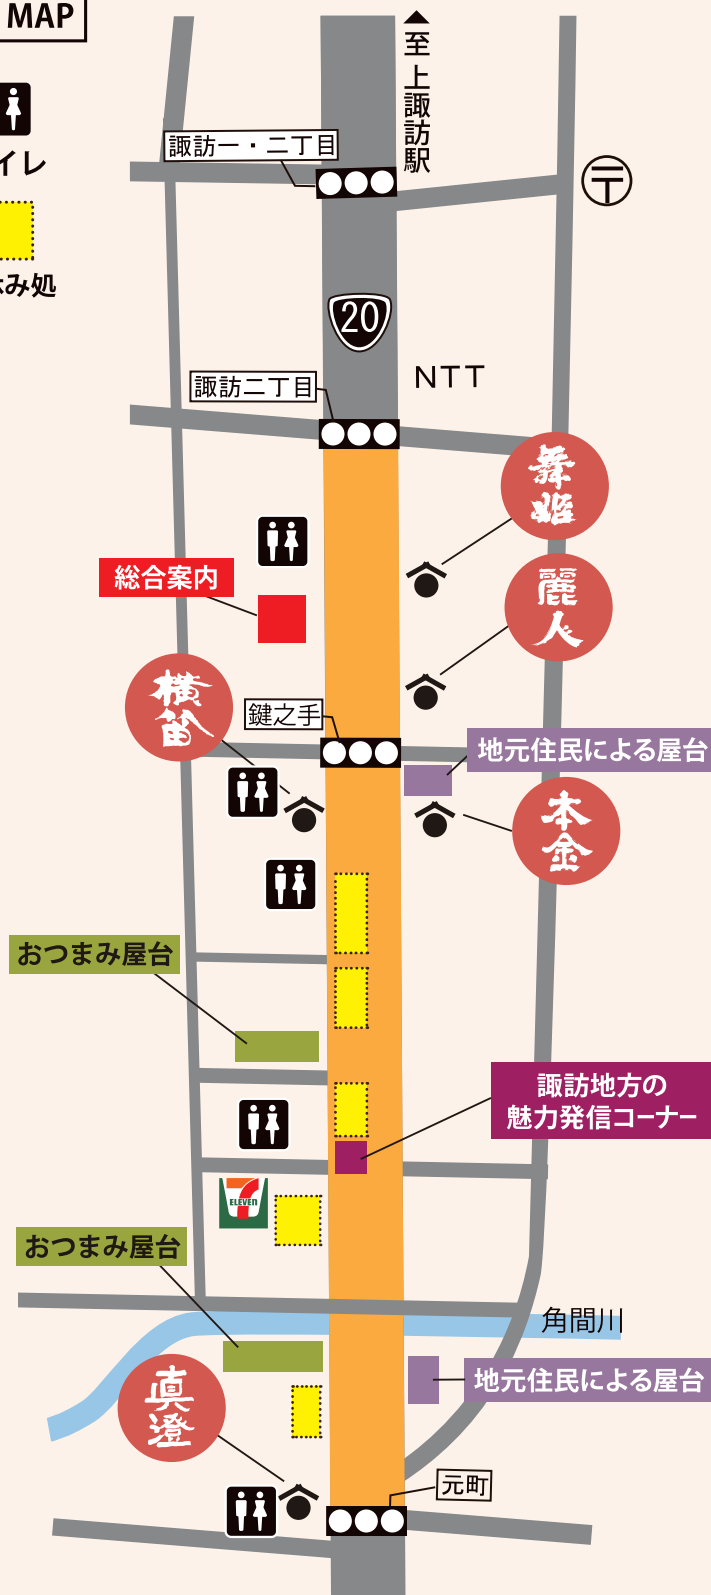 MAP
至 上諏訪駅
諏訪一・二丁目
イレ
み処
20
NTT
諏訪二丁目
舞姫
総合案内
麗人
横笛
鍵之手
地元住民による屋台
本金
おつまみ屋台
諏訪地方の
魅力発信コーナー
ELEVEN
おつまみ屋台
角間川
地元住民による屋台
真澄
元町